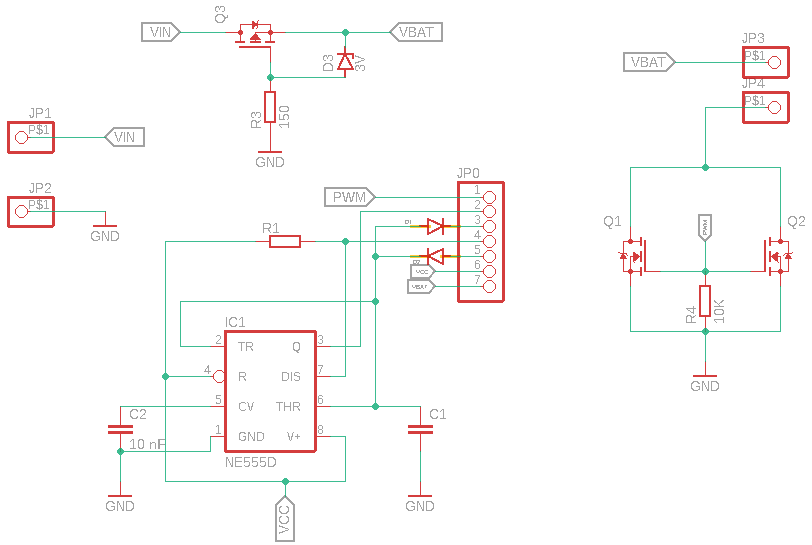 Q3
VIN
VBAT
D3
3V
R3
150
GND
JP3
P$1
VBAT
JP4
P$1
JP1
P$1
VIN
JP2
P$1
GND
JP0
PWM
1
2
3
4
5
6
7
R1
VCC
VBAT
Q1
PWM
Q2
R4
10K
GND
IC1
2
TR
Q
3
4
R
DIS
7
5
CV
THR
6
1
GND
V+
8
NE555D
C2
10 nF
GND
C1
GND
VCC